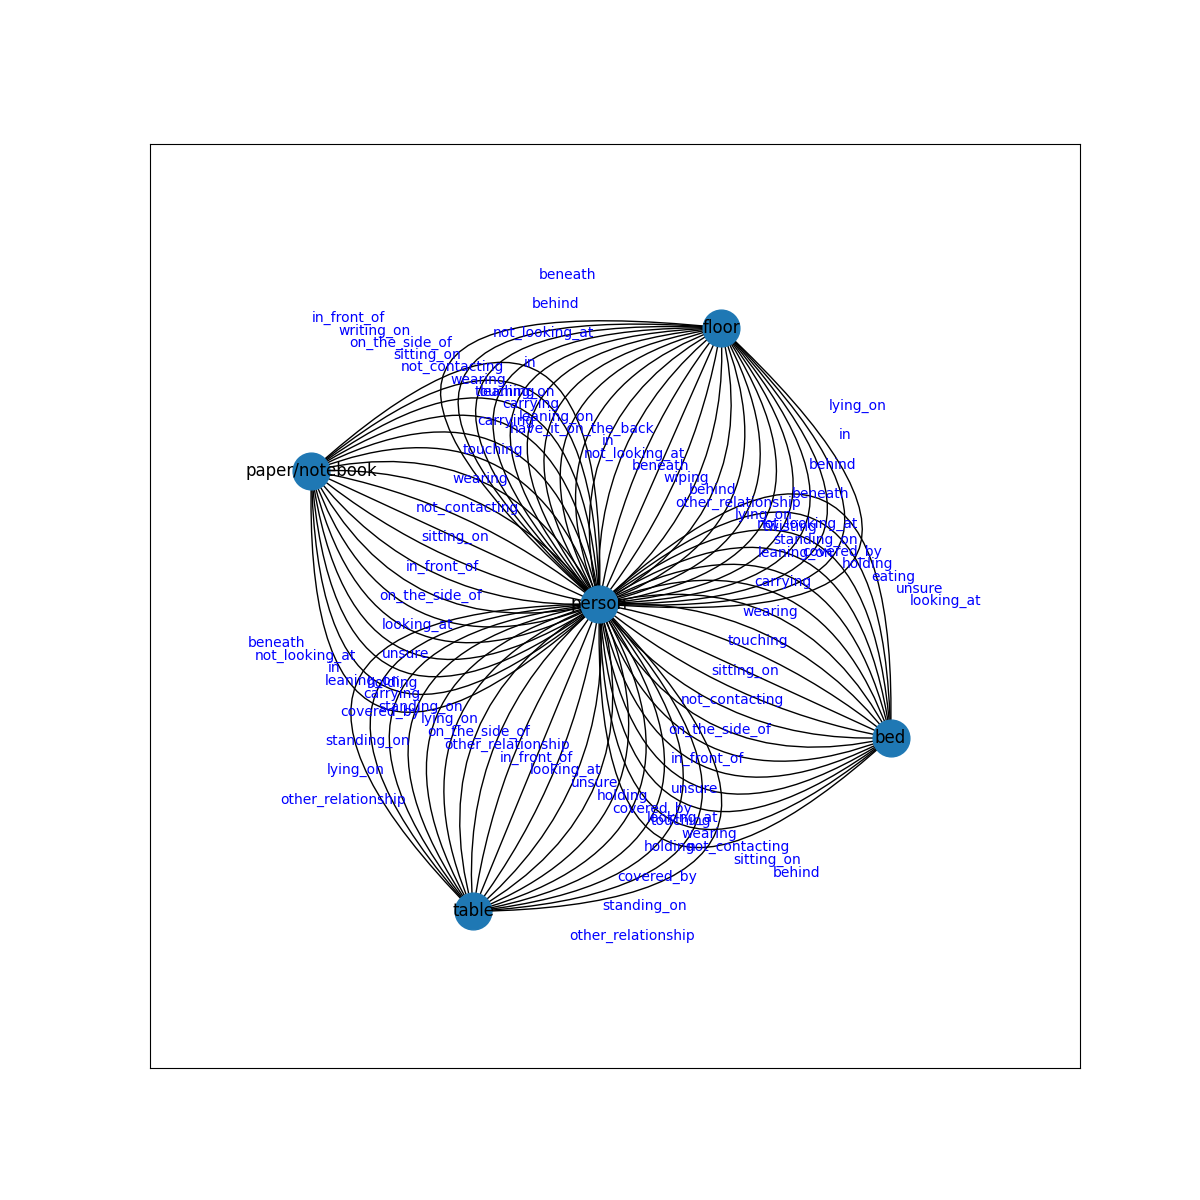 beneath
behind
in_front_of
floor
writing_on
not_looking_at
on_the_side_of
sitting_on
in
not_contacting
wearing
touching
leaning_on
carrying
lying_on
leaning_on
carrying
have_it_on_the_back
in
in
touching
not_looking_at
behind
beneath
paper/notebook
wearing
wiping
behind
beneath
other_relationship
not_contacting
lying_on
not_looking_at
twisting
sitting_on
standing_on
covered_by
leaning_on
holding
in_front_of
eating
carrying
unsure
on_the_side_of
looking_at
person
wearing
looking_at
touching
beneath
unsure
not_looking_at
in
sitting_on
leaning_on
holding
carrying
not_contacting
standing_on
covered_by
lying_on
on_the_side_of
on_the_side_of
bed
standing_on
other_relationship
in_front_of
in_front_of
lying_on
looking_at
unsure
unsure
holding
other_relationship
covered_by
looking_at
touching
wearing
holding
not_contacting
sitting_on
behind
covered_by
standing_on
table
other_relationship